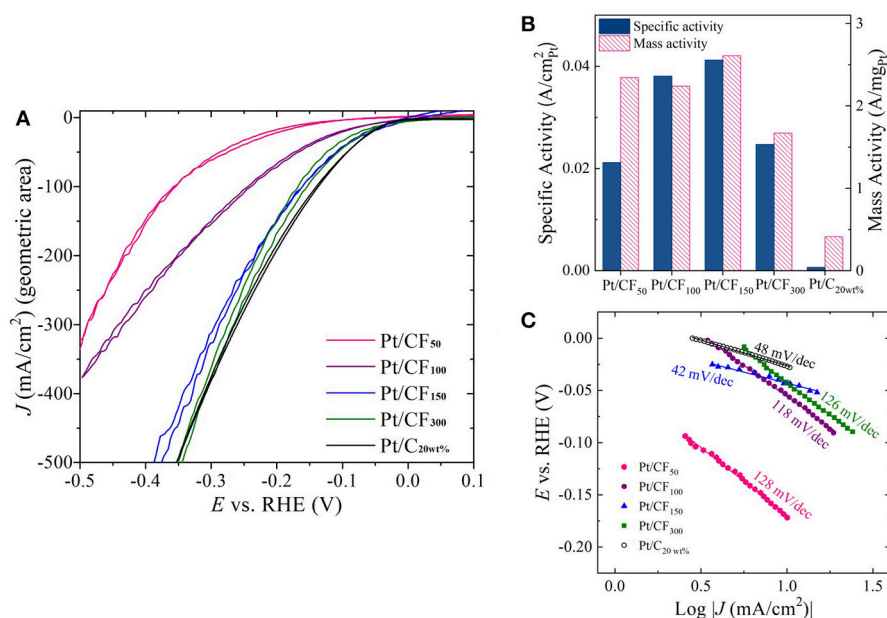 A
0
-100
-200
-300
-400
-500
J (mA/cm²) (geometric area)
-0.5 -0.4 -0.3 -0.2 -0.1 0.0 0.1
E vs. RHE (V)
Pt/CF₅₀
Pt/CF₁₀₀
Pt/CF₁₅₀
Pt/CF₃₀₀
Pt/C₂₀wt%
B
Specific activity
Mass activity
Specific Activity (A/cm²Pt)
0.04
0.02
0.00
Mass Activity (A/mgPt)
3
2
1
0
Pt/CF₅₀ Pt/CF₁₀₀ Pt/CF₁₅₀ Pt/CF₃₀₀ Pt/C₂₀wt%
C
0.00
-0.05
-0.10
-0.15
-0.20
E vs. RHE (V)
48 mV/dec
42 mV/dec
126 mV/dec
118 mV/dec
128 mV/dec
Pt/CF₅₀
Pt/CF₁₀₀
Pt/CF₁₅₀
Pt/CF₃₀₀
Pt/C₂₀ wt%
0.0 0.5 1.0 1.5
Log |J (mA/cm²)|